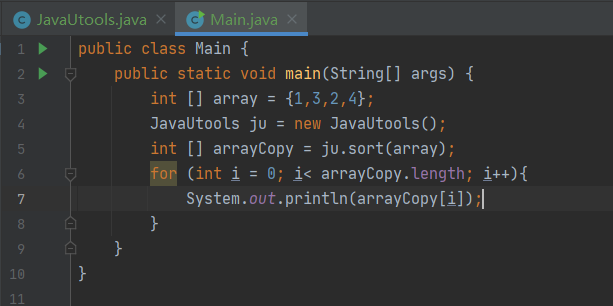 JavaUtools.java × Main.java ×
1 public class Main {
2 public static void main(String[] args) {
3 int [] array = {1,3,2,4};
4 JavaUtools ju = new JavaUtools();
5 int [] arrayCopy = ju.sort(array);
6 for (int i = 0; i< arrayCopy.length; i++){
7 System.out.println(arrayCopy[i]);
8 }
9 }
10 }